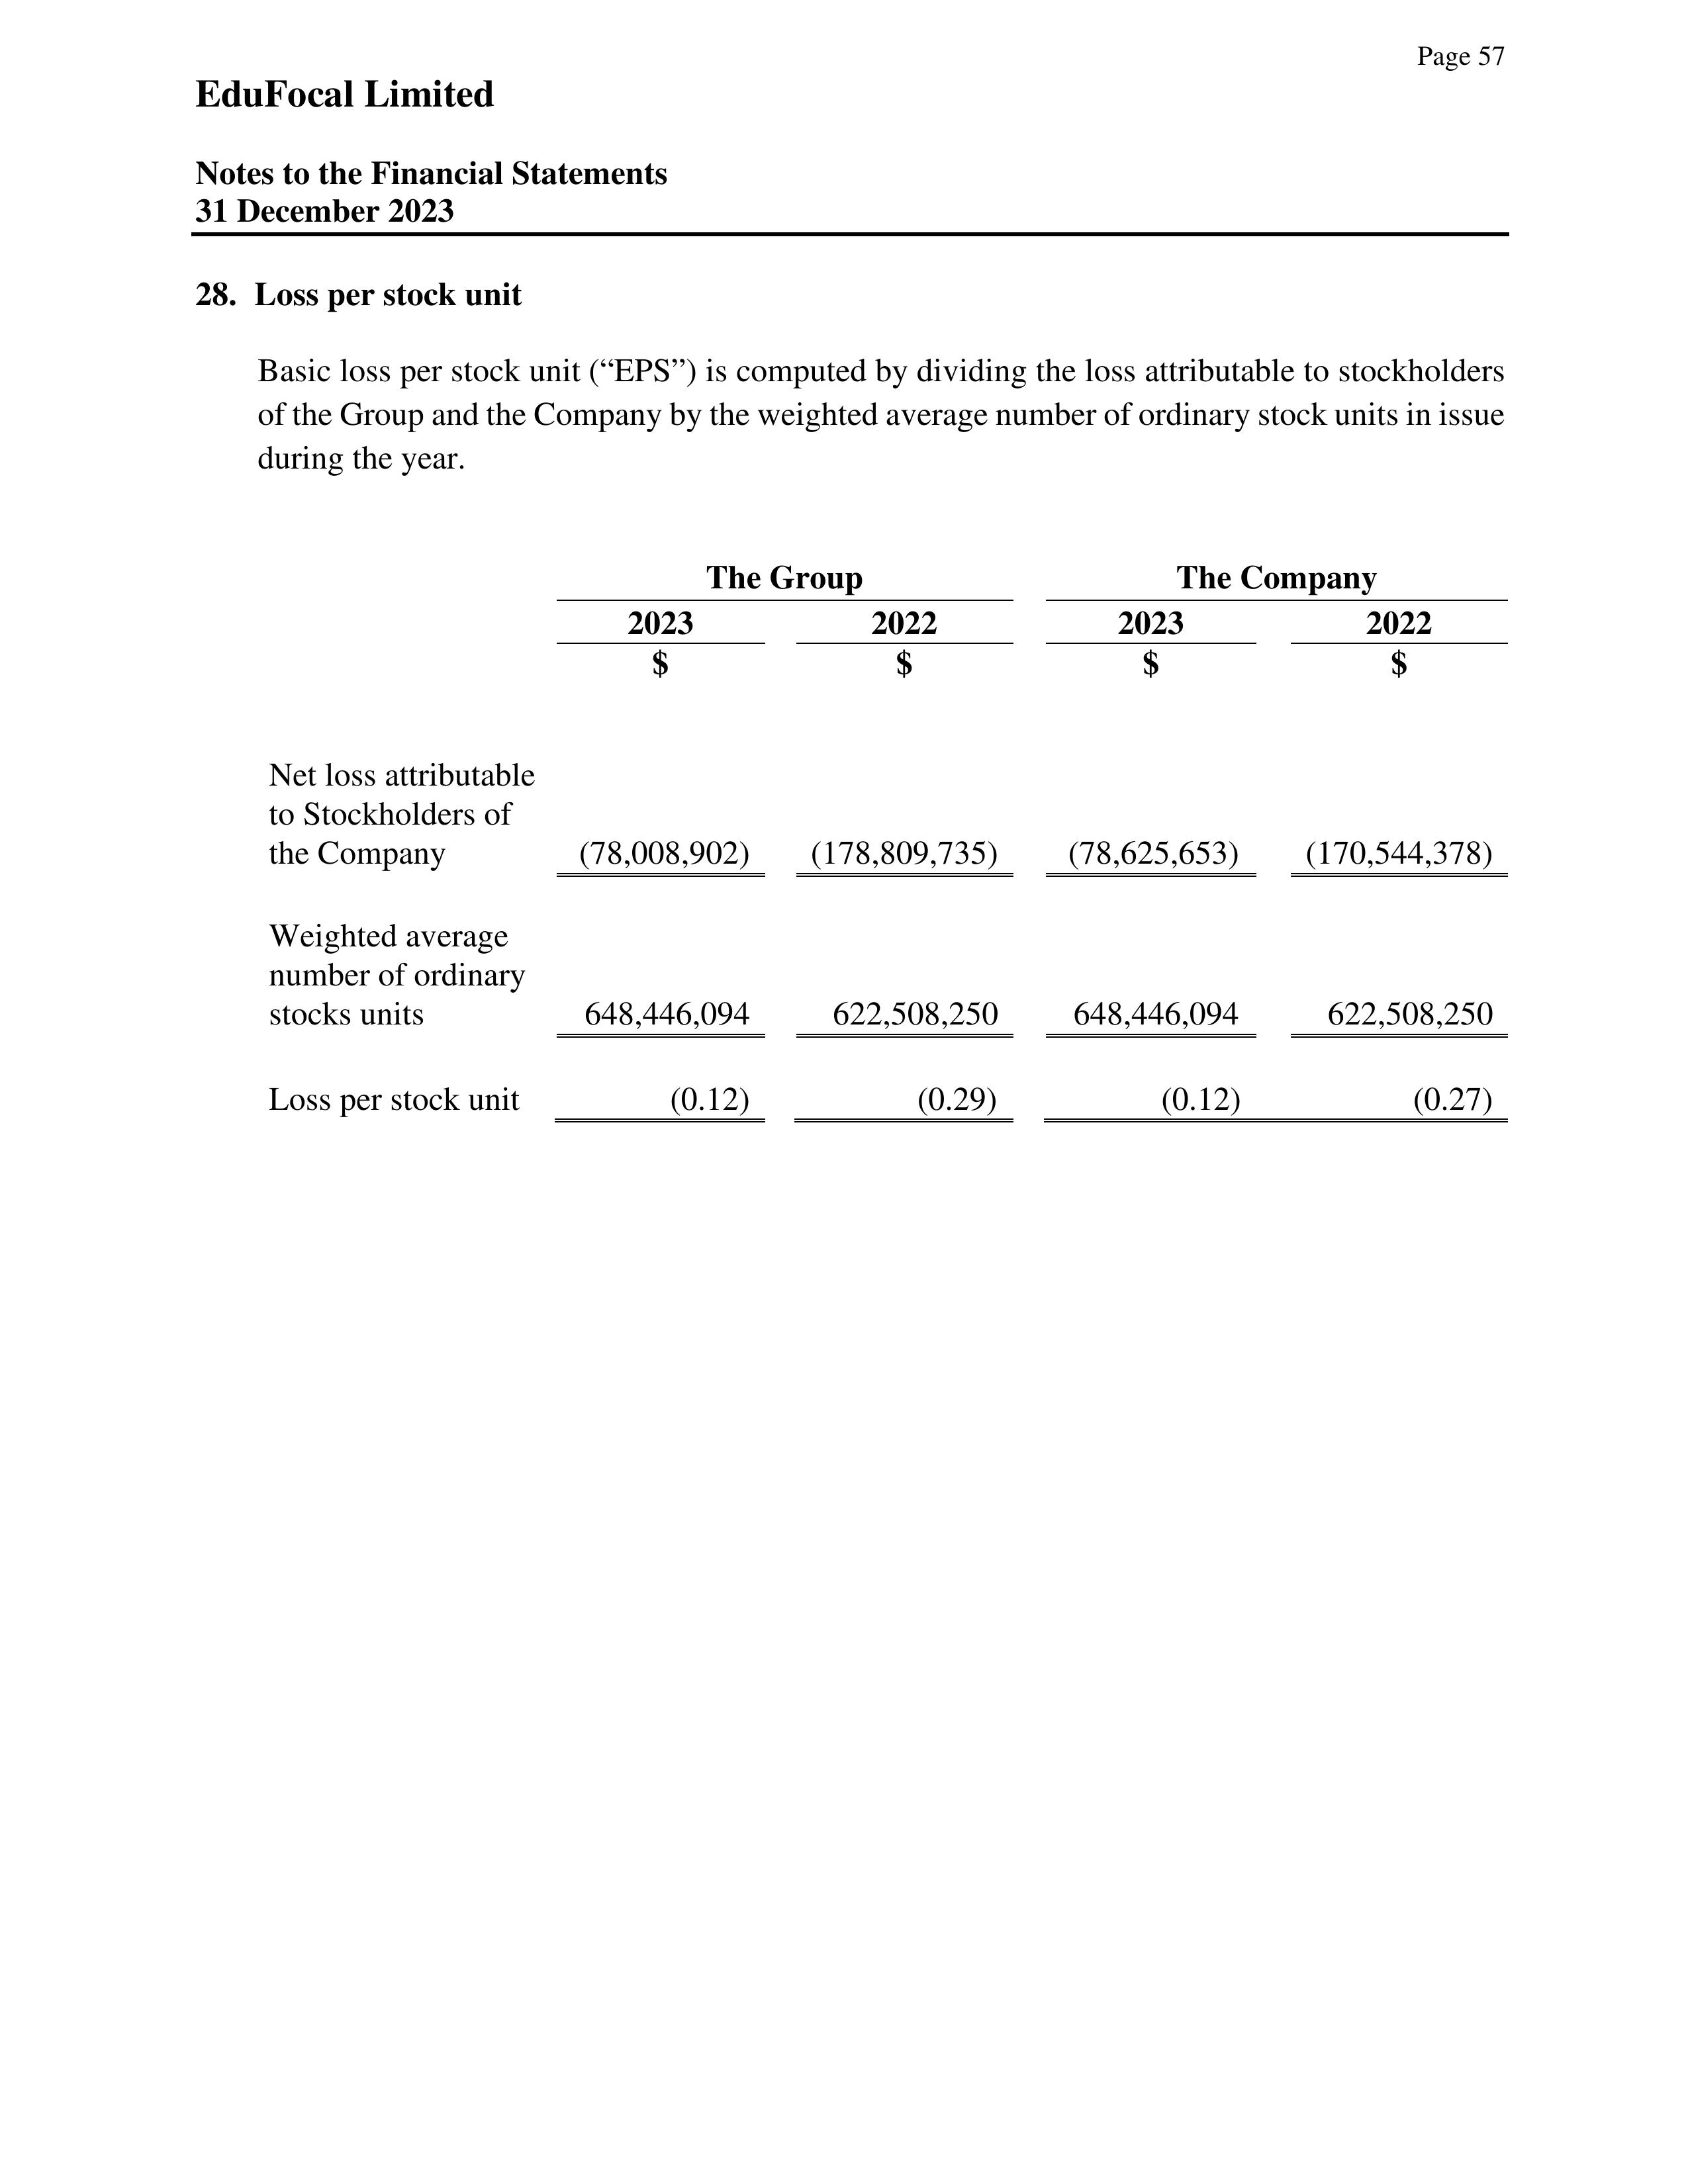 Page 57
EduFocal Limited
Notes to the Financial Statements
31 December 2023
28. Loss per stock unit
Basic loss per stock unit (“EPS”) is computed by dividing the loss attributable to stockholders
of the Group and the Company by the weighted average number of ordinary stock units in issue
during the year.
The Group The Company
2023 2022 2023 2022
$ $ $ $
Net loss attributable
to Stockholders of
the Company (78,008,902) (178,809,735) (78,625,653) (170,544,378)
Weighted average
number of ordinary
stocks units 648,446,094 622,508,250 648,446,094 622,508,250
Loss per stock unit (0.12) (0.29) (0.12) (0.27)